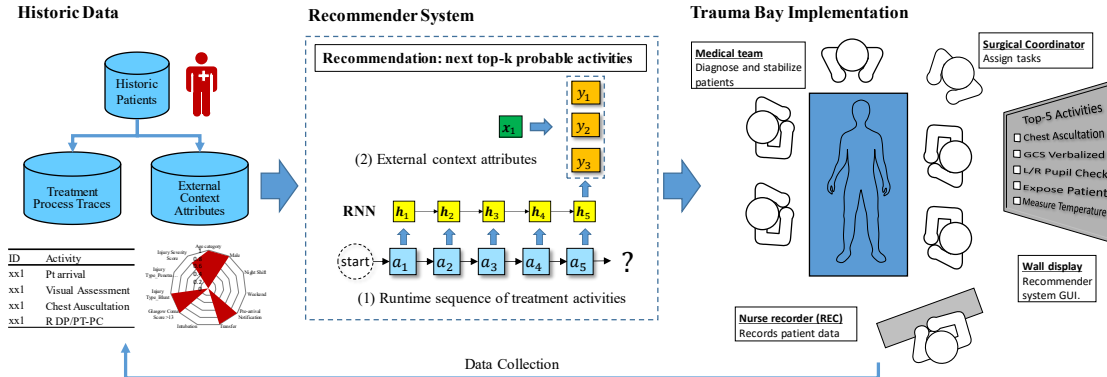 Historic Data
Historic
Patients
Treatment
Process Traces
External
Context
Attributes
ID Activity
xx1 Pt arrival
xx1 Visual Assessment
xx1 Chest Auscultation
xx1 R DP/PT-PC
Age category
Male
Night Shift
Weekend
Pre-arrival
Notification
Transfer
Intubation
Glasgow Coma
Score >13
Injury
Type_Blunt
Injury
Injury Severity
Score
1
0.2
0
Recommender System
Recommendation: next top-k probable activities
y1
y2
y3
x1
(2) External context attributes
RNN
h1 h2 h3 h4 h5
start a1 a2 a3 a4 a5 ?
(1) Runtime sequence of treatment activities
Trauma Bay Implementation
Medical team
Diagnose and stabilize
patients
Surgical Coordinator
Assign tasks
Top-5 Activities
Chest Ascultation
GCS Verbalized
L/R Pupil Check
Expose Patient
Measure Temperature
Wall display
Recommender
system GUI.
Nurse recorder (REC)
Records patient data
Data Collection